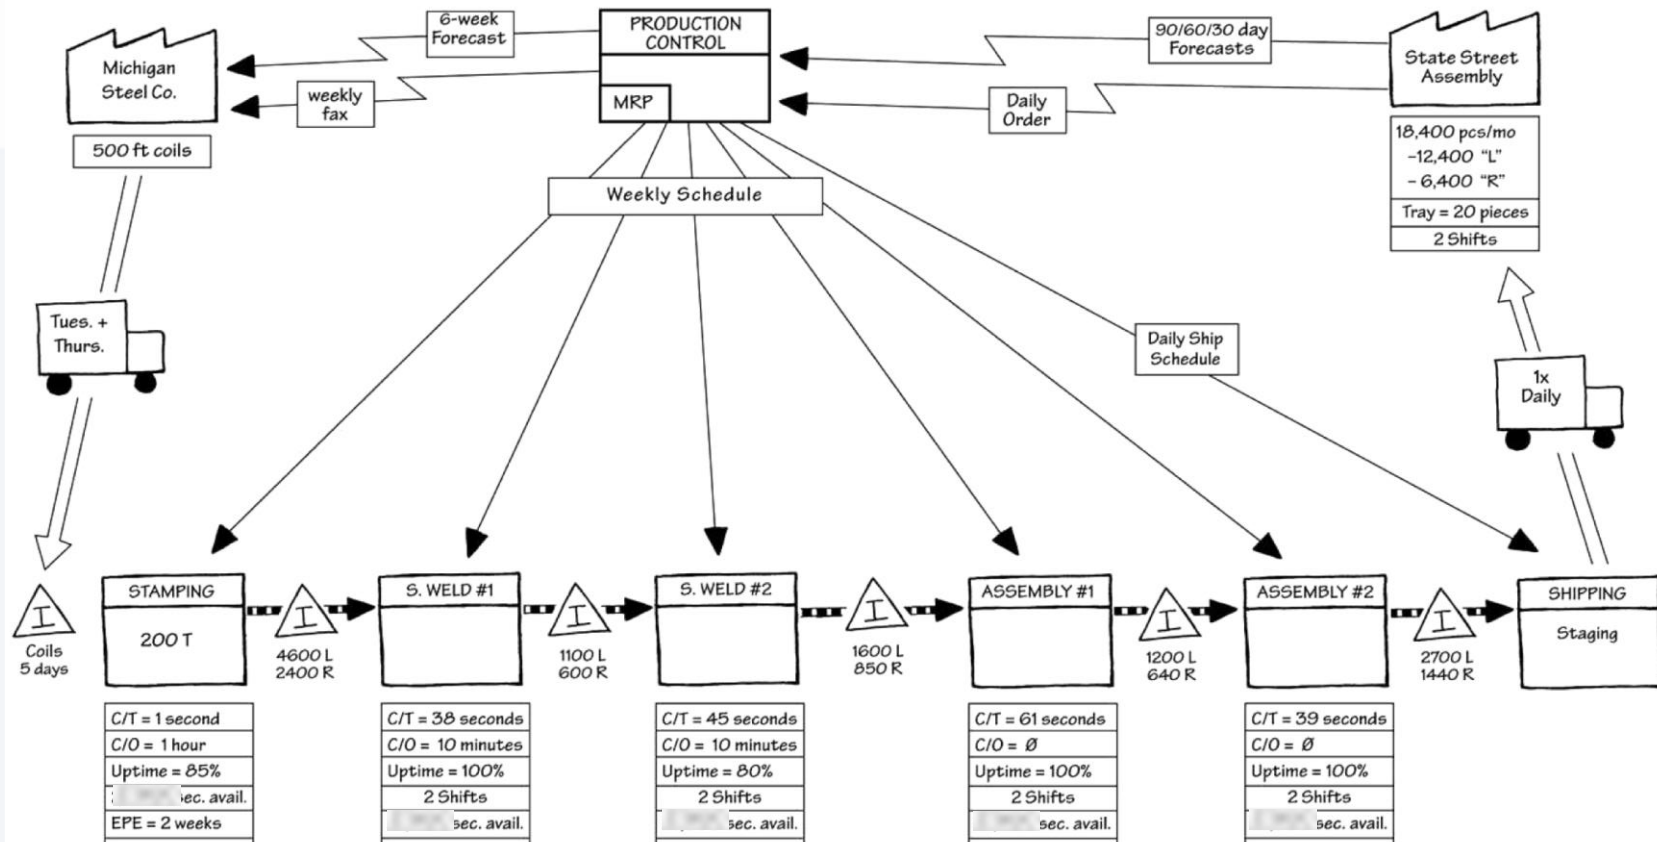 Michigan
Steel Co.
6-week
Forecast
weekly
fax
PRODUCTION
CONTROL
MRP
90/60/30 day
Forecasts
Daily
Order
State Street
Assembly
500 ft coils
18,400 pcs/mo
-12,400 "L"
- 6,400 "R"
Tray = 20 pieces
2 Shifts
Weekly Schedule
Tues. +
Thurs.
Daily Ship
Schedule
1x
Daily
I
Coils
5 days
STAMPING
200 T
I
4600 L
2400 R
S. WELD #1
I
1100 L
600 R
S. WELD #2
I
1600 L
850 R
ASSEMBLY #1
I
1200 L
640 R
ASSEMBLY #2
I
2700 L
1440 R
SHIPPING
Staging
C/T = 1 second
C/O = 1 hour
Uptime = 85%
sec. avail.
EPE = 2 weeks
C/T = 38 seconds
C/O = 10 minutes
Uptime = 100%
2 Shifts
sec. avail.
C/T = 45 seconds
C/O = 10 minutes
Uptime = 80%
2 Shifts
sec. avail.
C/T = 61 seconds
C/O = Ø
Uptime = 100%
2 Shifts
sec. avail.
C/T = 39 seconds
C/O = Ø
Uptime = 100%
2 Shifts
sec. avail.